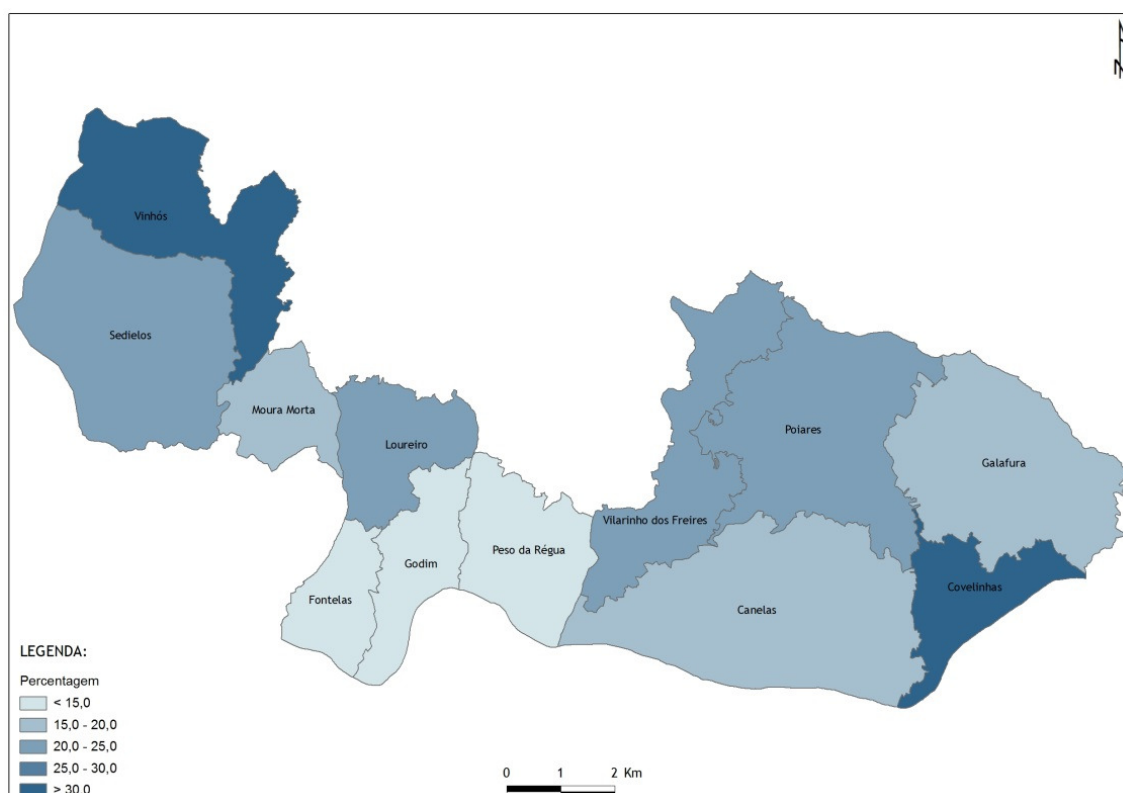 N
Vinhós
Sedielos
Moura Morta
Loureiro
Poiares
Galafura
Vilarinho dos Freires
Peso da Régua
Godim
Fontelas
Canelas
Covelinhas
LEGENDA:
Percentagem
< 15,0
15,0 - 20,0
20,0 - 25,0
25,0 - 30,0
> 30,0
0 1 2 Km